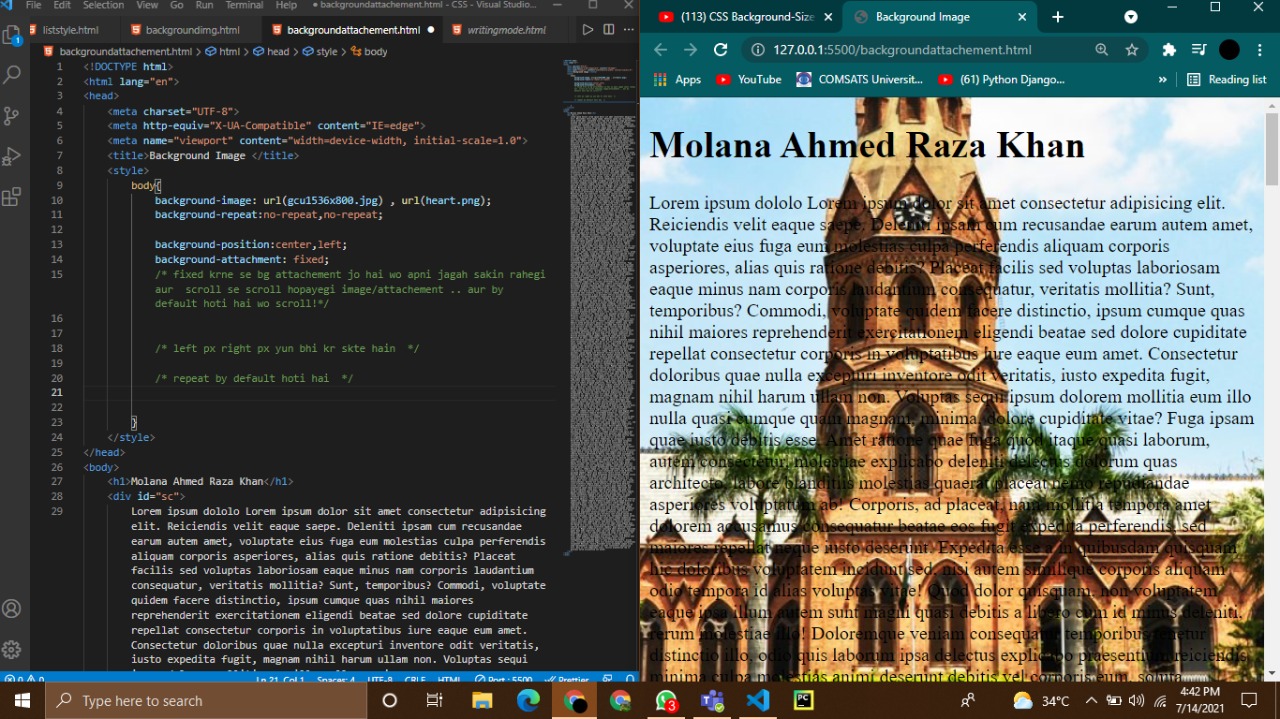 File Edit Selection View Go Run Terminal Help ● backgroundattachement.html - CSS - Visual Studio...
liststyle.html backgroundimg.html backgroundattachement.html ● writingmode.html
backgroundattachement.html > html > head > style > body
1 <!DOCTYPE html>
2 <html lang="en">
3 <head>
4 <meta charset="UTF-8">
5 <meta http-equiv="X-UA-Compatible" content="IE=edge">
6 <meta name="viewport" content="width=device-width, initial-scale=1.0">
7 <title>Background Image </title>
8 <style>
9 body{
10 background-image: url(gcu1536x800.jpg) , url(heart.png);
11 background-repeat:no-repeat,no-repeat;
12
13 background-position:center,left;
14 background-attachment: fixed;
15 /* fixed krne se bg attachement jo hai wo apni jagah sakin rahegi
aur scroll se scroll hopayegi image/attachement .. aur by
default hoti hai wo scroll!*/
16
17
18 /* left px right px yun bhi kr skte hain */
19
20 /* repeat by default hoti hai */
21
22
23 }
24 </style>
25 </head>
26 <body>
27 <h1>Molana Ahmed Raza Khan</h1>
28 <div id="sc">
29 Lorem ipsum dololo Lorem ipsum dolor sit amet consectetur adipisicing
elit. Reiciendis velit eaque saepe. Deleniti ipsam cum recusandae
earum autem amet, voluptate eius fuga eum molestias culpa perferendis
aliquam corporis asperiores, alias quis ratione debitis? Placeat
facilis sed voluptas laboriosam eaque minus nam corporis laudantium
consequatur, veritatis mollitia? Sunt, temporibus? Commodi, voluptate
quidem facere distinctio, ipsum cumque quas nihil maiores
reprehenderit exercitationem eligendi beatae sed dolore cupiditate
repellat consectetur corporis in voluptatibus iure eaque eum amet.
Consectetur doloribus quae nulla excepturi inventore odit veritatis,
iusto expedita fugit, magnam nihil harum ullam non. Voluptas sequi
0 0 Ln 21, Col 1 Spaces: 4 UTF-8 CRLF HTML Port : 5500 Prettier
(113) CSS Background-Size Background Image
127.0.0.1:5500/backgroundattachement.html
Apps YouTube COMSATS Universit... (61) Python Django... » Reading list
Molana Ahmed Raza Khan
Lorem ipsum dololo Lorem ipsum dolor sit amet consectetur adipisicing elit.
Reiciendis velit eaque saepe. Deleniti ipsam cum recusandae earum autem amet,
voluptate eius fuga eum molestias culpa perferendis aliquam corporis
asperiores, alias quis ratione debitis? Placeat facilis sed voluptas laboriosam
eaque minus nam corporis laudantium consequatur, veritatis mollitia? Sunt,
temporibus? Commodi, voluptate quidem facere distinctio, ipsum cumque quas
nihil maiores reprehenderit exercitationem eligendi beatae sed dolore cupiditate
repellat consectetur corporis in voluptatibus iure eaque eum amet. Consectetur
doloribus quae nulla excepturi inventore odit veritatis, iusto expedita fugit,
magnam nihil harum ullam non. Voluptas sequi ipsum dolorem mollitia eum illo
nulla quasi cumque quam magnam, minima, dolore cupiditate vitae? Fuga ipsam
quae iusto debitis esse. Amet ratione quae fuga quod itaque quasi laborum,
autem consectetur, molestiae explicabo deleniti delectus dolorum quas
architecto, labore blanditiis molestias quaerat placeat nemo repudiandae
asperiores voluptatum ab! Corporis, ad placeat, nam mollitia tempora amet
dolorem accusamus consequatur beatae eos fugit expedita perferendis, sed
maiores repellat neque iusto deserunt. Expedita esse a in quibusdam quisquam
hic doloribus voluptatem incidunt sed, nisi autem similique corporis aliquam
odio tempora id alias voluptas vitae! Quod dolor quisquam, non voluptatem
eaque ipsa illum autem sunt magni quasi debitis a libero cum id minus deleniti,
rerum molestiae illo! Doloremque veniam consequatur temporibus tenetur
distinctio illo, odio quis laborum ipsa delectus explicabo praesentium reiciendis
minima culpa molestias animi deserunt debitis vel corporis eum, soluta
Type here to search
3 PC 34°C 4:42 PM
7/14/2021